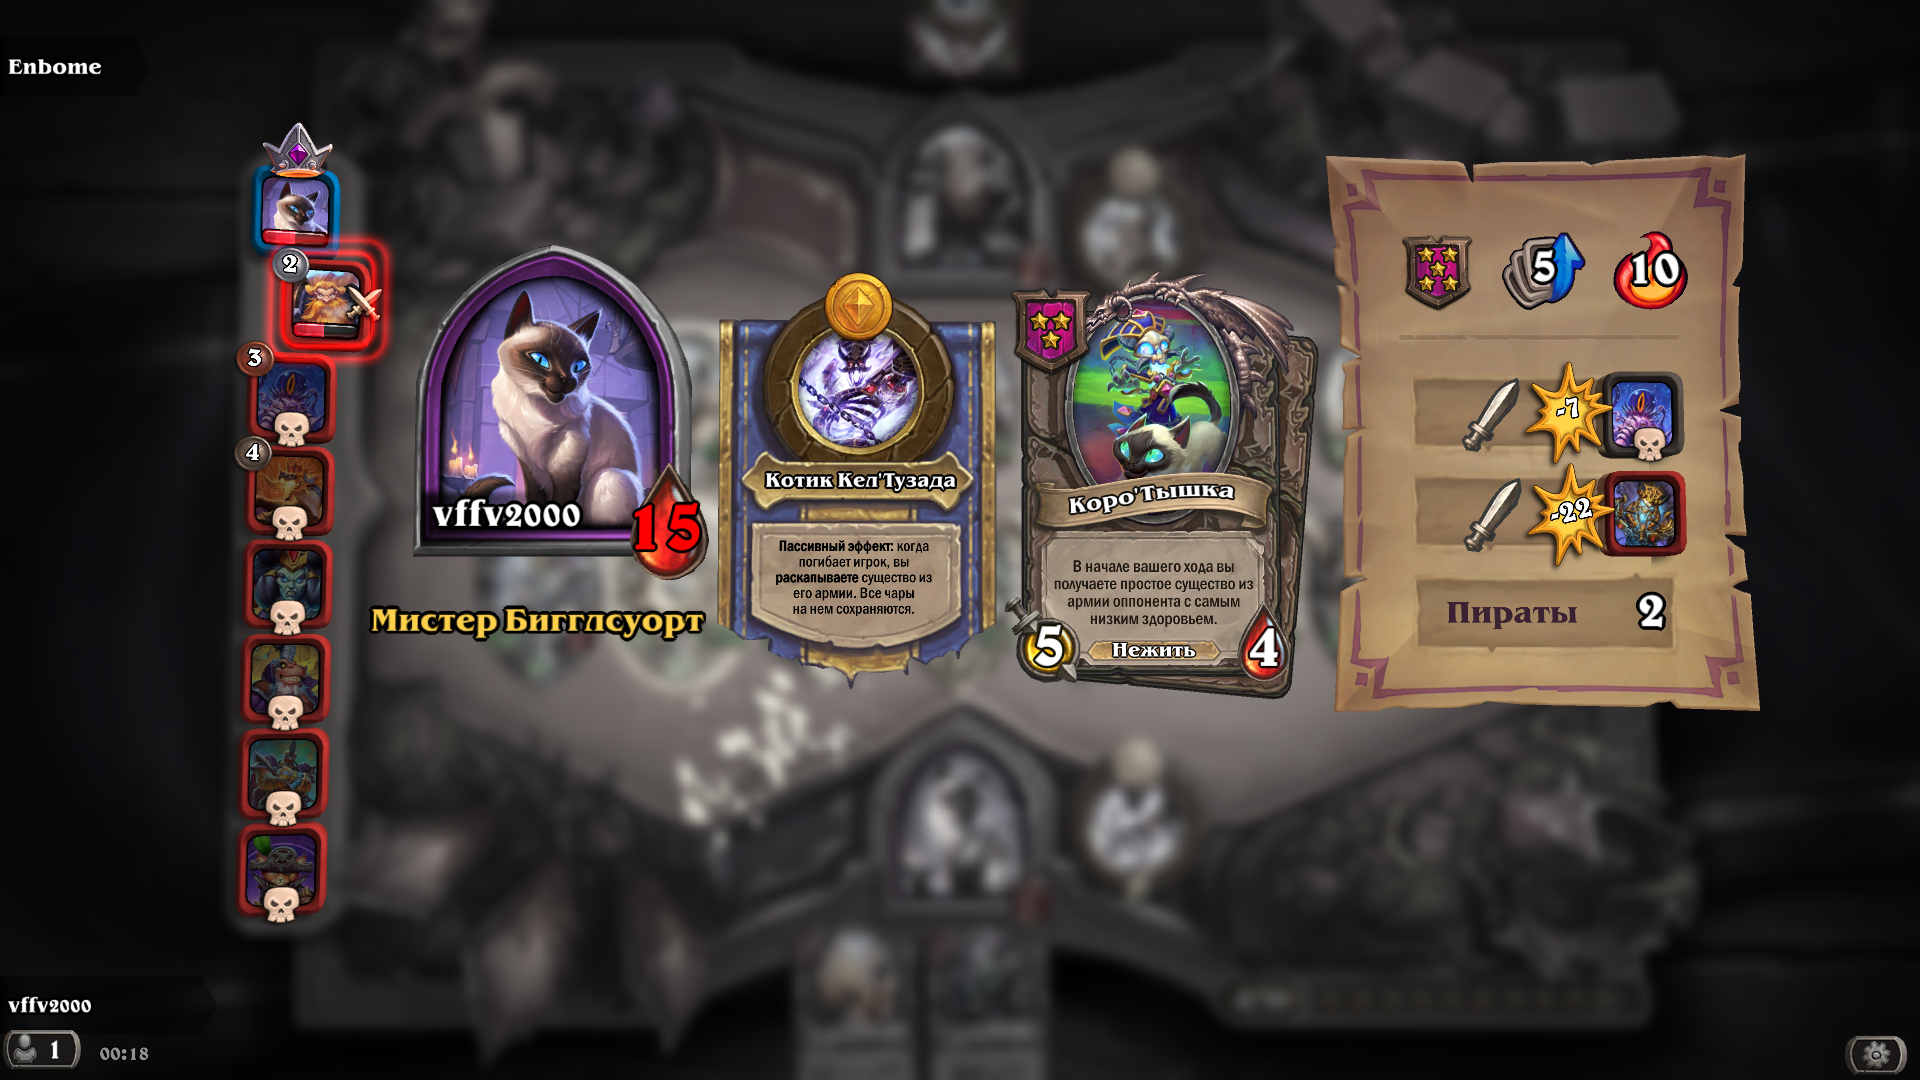 Enbome
2
3
4
vffv2000
15
Мистер Бигглсуорт
Котик Кел'Тузада
Пассивный эффект: когда
погибает игрок, вы
раскапываете существо из
его армии. Все чары
на нем сохраняются.
Коро'Тышка
В начале вашего хода вы
получаете простое существо из
армии оппонента с самым
низким здоровьем.
5
Нежить
4
5
10
-7
-22
Пираты 2
vffv2000
1
00:18